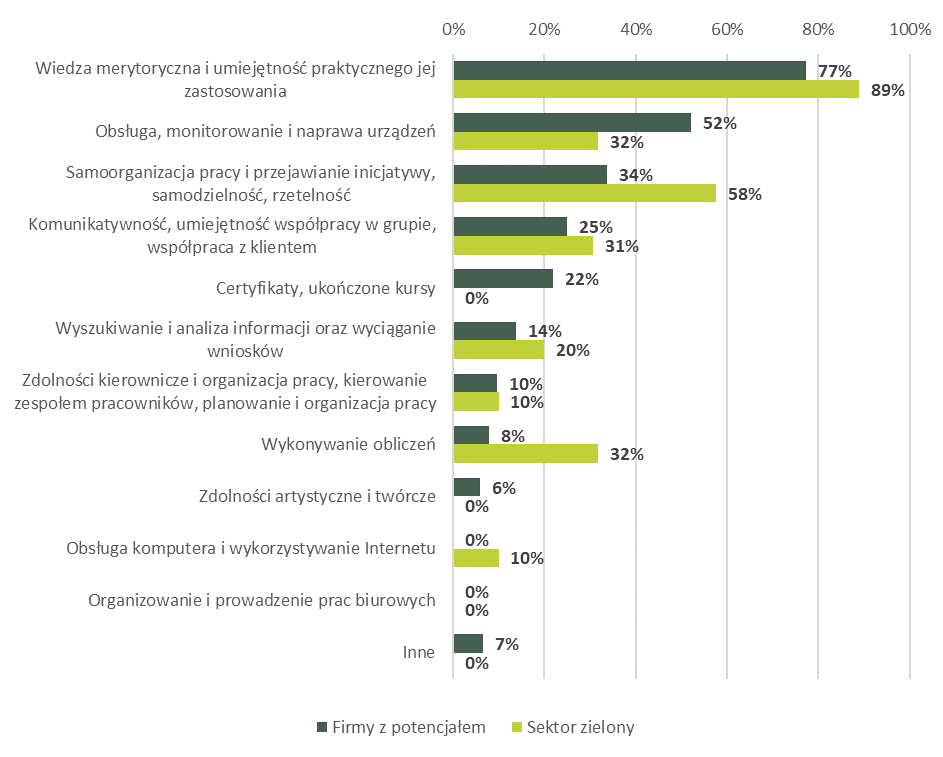 0% 20% 40% 60% 80% 100%
Wiedza merytoryczna i umiejętność praktycznego jej
zastosowania
77%
89%
Obsługa, monitorowanie i naprawa urządzeń
52%
32%
Samoorganizacja pracy i przejawianie inicjatywy,
samodzielność, rzetelność
34%
58%
Komunikatywność, umiejętność współpracy w grupie,
współpraca z klientem
25%
31%
Certyfikaty, ukończone kursy
22%
0%
Wyszukiwanie i analiza informacji oraz wyciąganie
wniosków
14%
20%
Zdolności kierownicze i organizacja pracy, kierowanie
zespołem pracowników, planowanie i organizacja pracy
10%
10%
Wykonywanie obliczeń
8%
32%
Zdolności artystyczne i twórcze
6%
0%
Obsługa komputera i wykorzystywanie Internetu
0%
10%
Organizowanie i prowadzenie prac biurowych
0%
0%
Inne
7%
0%
Firmy z potencjałem
Sektor zielony